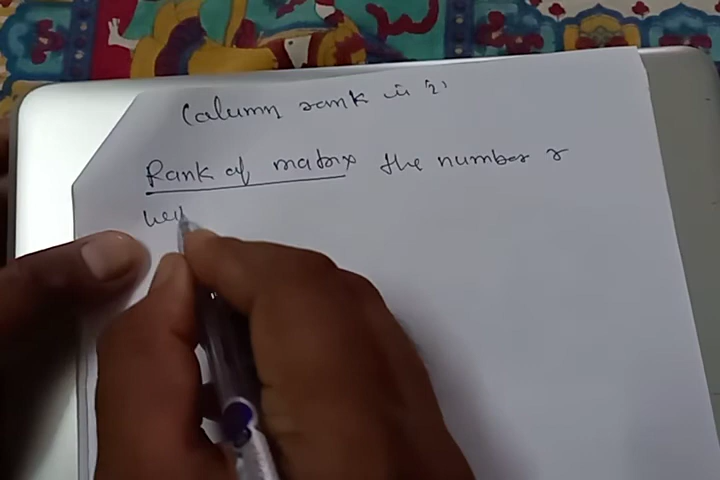 Column rank is '2'
Rank of matrix the number r